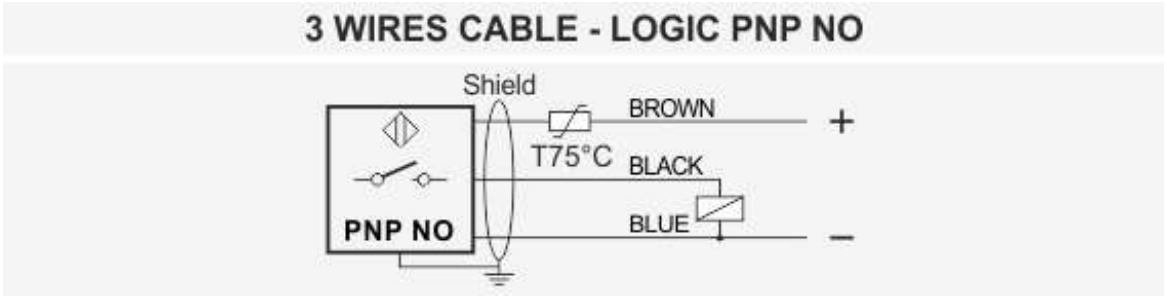 3 WIRES CABLE - LOGIC PNP NO
Shield
BROWN
+
T75°C
BLACK
PNP NO
BLUE
−